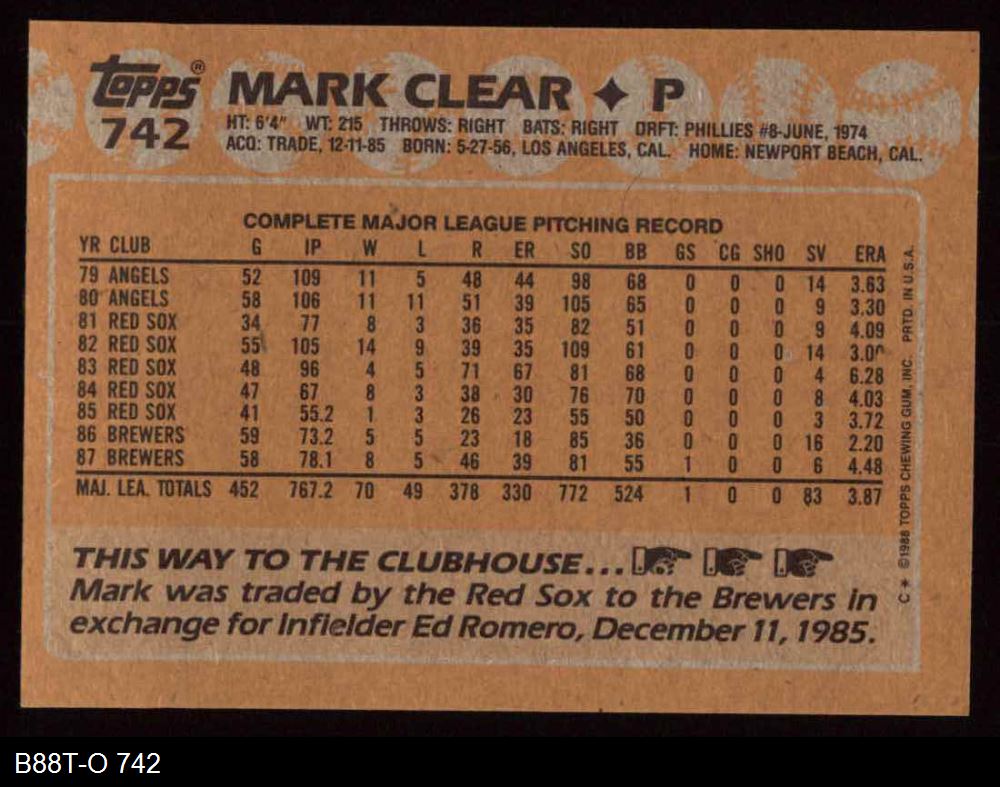 topps® MARK CLEAR ✦ P
742 HT: 6'4" WT: 215 THROWS: RIGHT BATS: RIGHT DRFT: PHILLIES #8-JUNE, 1974
ACQ: TRADE, 12-11-85 BORN: 5-27-56, LOS ANGELES, CAL. HOME: NEWPORT BEACH, CAL.
COMPLETE MAJOR LEAGUE PITCHING RECORD
YR CLUB G IP W L R ER SO BB GS CG SHO SV ERA
79 ANGELS 52 109 11 5 48 44 98 68 0 0 0 14 3.63
80 ANGELS 58 106 11 11 51 39 105 65 0 0 0 9 3.30
81 RED SOX 34 77 8 3 36 35 82 51 0 0 0 9 4.09
82 RED SOX 55 105 14 9 39 35 109 61 0 0 0 14 3.00
83 RED SOX 48 96 4 5 71 67 81 68 0 0 0 4 6.28
84 RED SOX 47 67 8 3 38 30 76 70 0 0 0 8 4.03
85 RED SOX 41 55.2 1 3 26 23 55 50 0 0 0 3 3.72
86 BREWERS 59 73.2 5 5 23 18 85 36 0 0 0 16 2.20
87 BREWERS 58 78.1 8 5 46 39 81 55 1 0 0 6 4.48
MAJ. LEA. TOTALS 452 767.2 70 49 378 330 772 524 1 0 0 83 3.87
THIS WAY TO THE CLUBHOUSE...
Mark was traded by the Red Sox to the Brewers in
exchange for Infielder Ed Romero, December 11, 1985.
C * ©1988 TOPPS CHEWING GUM, INC. PRTD. IN U.S.A.
B88T-O 742